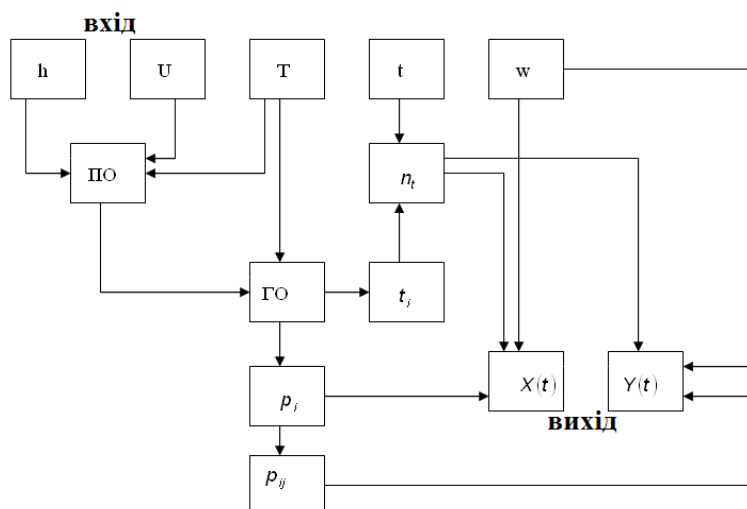 вхід
h U T t w
ПО n_t
ГО t_i
p_i X(t) Y(t)
вихід
p_ij